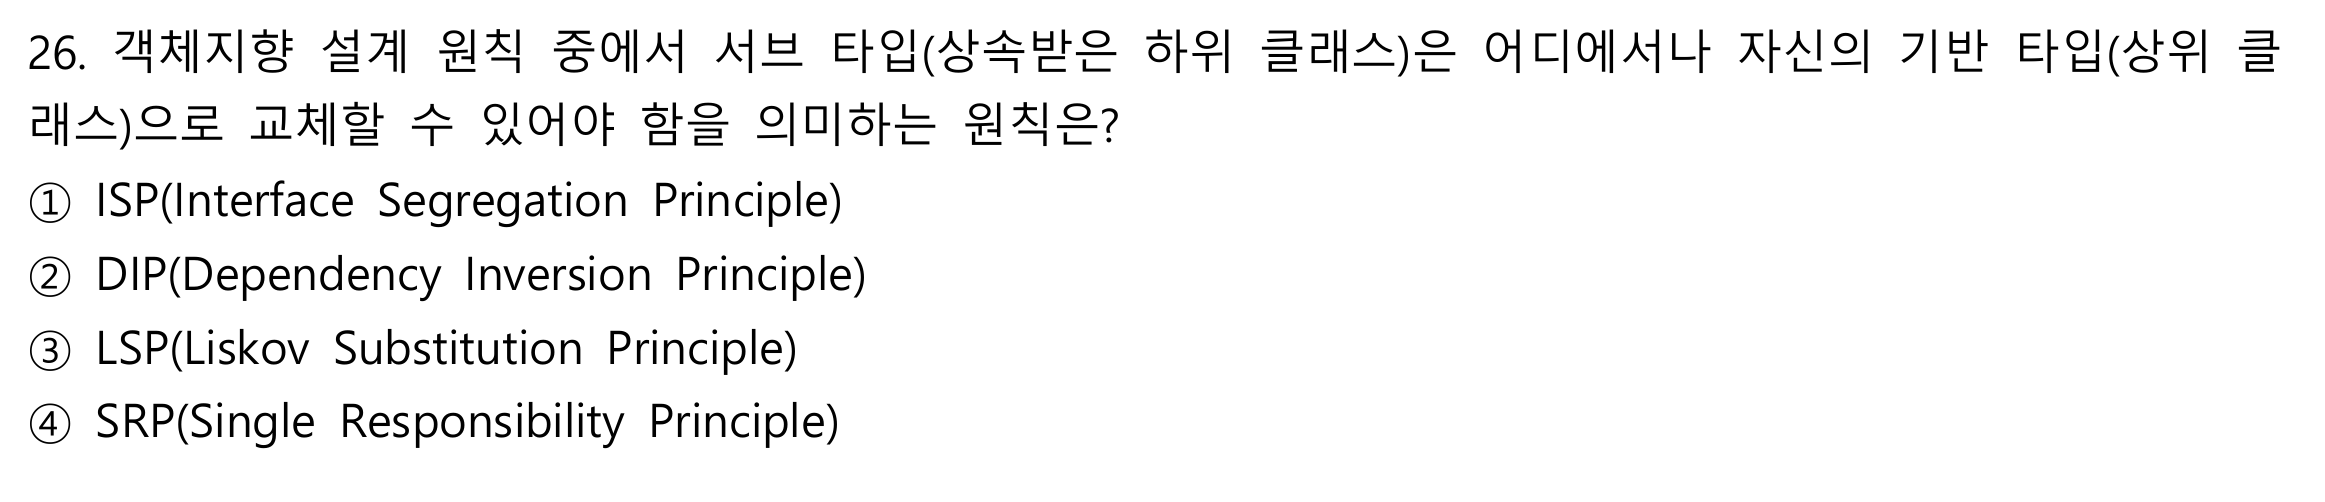 26. 객체지향 설계 원칙 중에서 서브 타입(상속받은 하위 클래스)은 어디에서나 자신의 기반 타입(상위 클
래스)으로 교체할 수 있어야 함을 의미하는 원칙은?
① ISP(Interface Segregation Principle)
② DIP(Dependency Inversion Principle)
③ LSP(Liskov Substitution Principle)
④ SRP(Single Responsibility Principle)